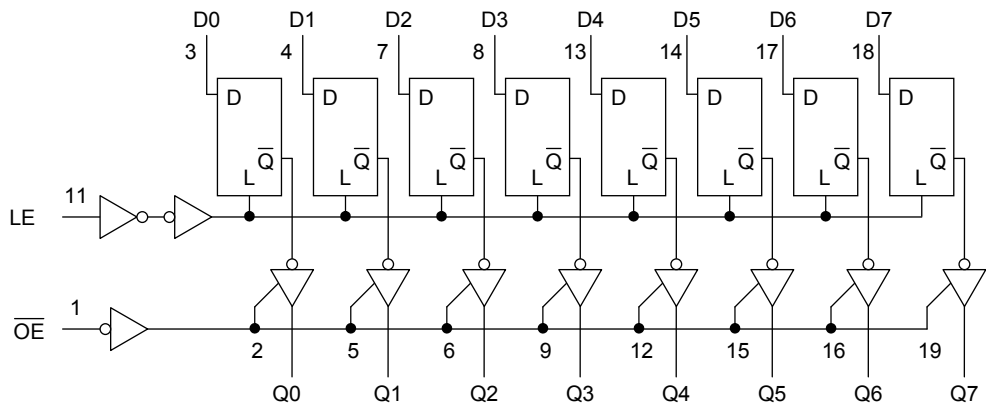 D0 D1 D2 D3 D4 D5 D6 D7
3 4 7 8 13 14 17 18
D D D D D D D D
Q̅ Q̅ Q̅ Q̅ Q̅ Q̅ Q̅ Q̅
L L L L L L L L
11
LE
1
O̅E̅
2 5 6 9 12 15 16 19
Q0 Q1 Q2 Q3 Q4 Q5 Q6 Q7